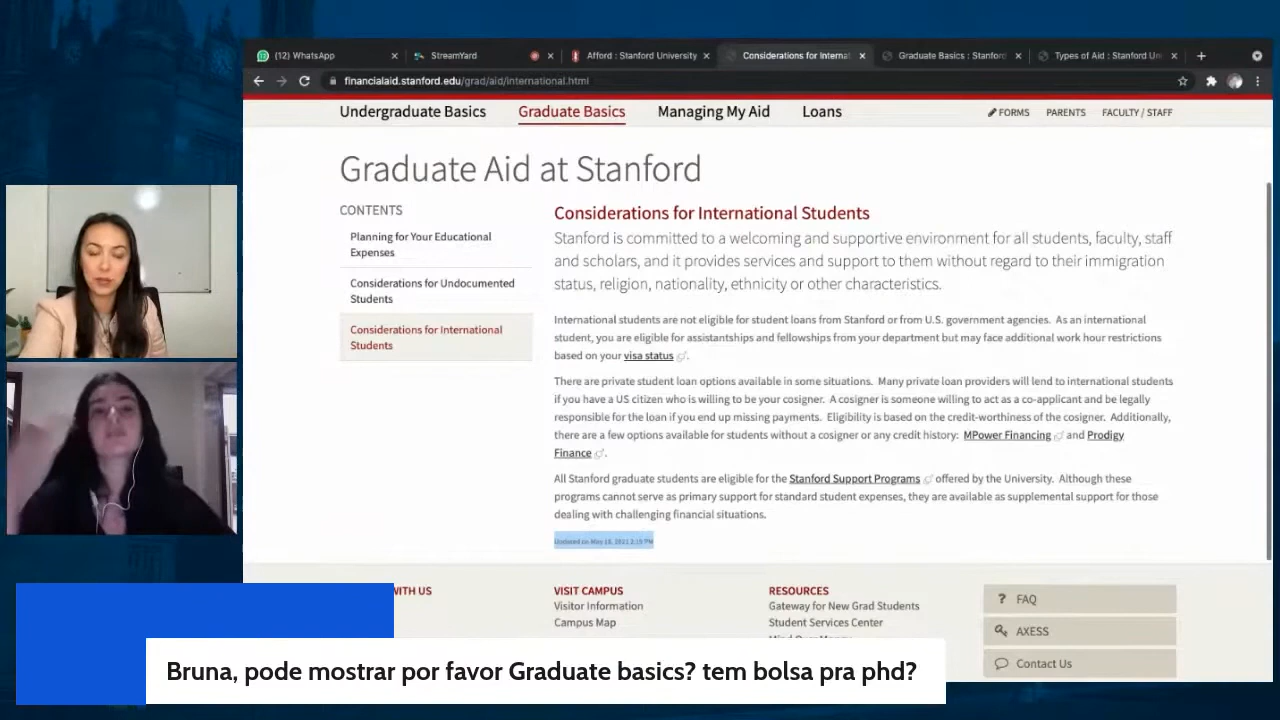 (12) WhatsApp
StreamYard
Afford : Stanford University
Considerations for Internat
Graduate Basics : Stanford
Types of Aid : Stanford Uni
financialaid.stanford.edu/grad/aid/international.html
Undergraduate Basics
Graduate Basics
Managing My Aid
Loans
FORMS
PARENTS
FACULTY / STAFF
Graduate Aid at Stanford
CONTENTS
Planning for Your Educational
Expenses
Considerations for Undocumented
Students
Considerations for International
Students
Considerations for International Students
Stanford is committed to a welcoming and supportive environment for all students, faculty, staff
and scholars, and it provides services and support to them without regard to their immigration
status, religion, nationality, ethnicity or other characteristics.
International students are not eligible for student loans from Stanford or from U.S. government agencies. As an international
student, you are eligible for assistantships and fellowships from your department but may face additional work hour restrictions
based on your visa status.
There are private student loan options available in some situations. Many private loan providers will lend to international students
if you have a US citizen who is willing to be your cosigner. A cosigner is someone willing to act as a co-applicant and be legally
responsible for the loan if you end up missing payments. Eligibility is based on the credit-worthiness of the cosigner. Additionally,
there are a few options available for students without a cosigner or any credit history: MPower Financing and Prodigy
Finance.
All Stanford graduate students are eligible for the Stanford Support Programs offered by the University. Although these
programs cannot serve as primary support for standard student expenses, they are available as supplemental support for those
dealing with challenging financial situations.
WITH US
VISIT CAMPUS
Visitor Information
Campus Map
RESOURCES
Gateway for New Grad Students
Student Services Center
? FAQ
AXESS
Contact Us
Bruna, pode mostrar por favor Graduate basics? tem bolsa pra phd?